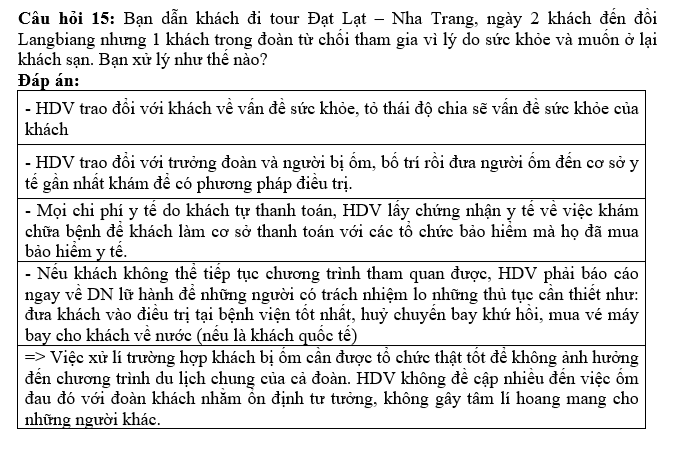 Câu hỏi 15: Bạn dẫn khách đi tour Đạt Lạt – Nha Trang, ngày 2 khách đến đồi
Langbiang nhưng 1 khách trong đoàn từ chối tham gia vì lý do sức khỏe và muốn ở lại
khách sạn. Bạn xử lý như thế nào?
Đáp án:
- HDV trao đổi với khách về vấn đề sức khỏe, tỏ thái độ chia sẽ vấn đề sức khỏe của
khách
- HDV trao đổi với trưởng đoàn và người bị ốm, bố trí rồi đưa người ốm đến cơ sở y
tế gần nhất khám để có phương pháp điều trị.
- Mọi chi phí y tế do khách tự thanh toán, HDV lấy chứng nhận y tế về việc khám
chữa bệnh để khách làm cơ sở thanh toán với các tổ chức bảo hiểm mà họ đã mua
bảo hiểm y tế.
- Nếu khách không thể tiếp tục chương trình tham quan được, HDV phải báo cáo
ngay về DN lữ hành để những người có trách nhiệm lo những thủ tục cần thiết như:
đưa khách vào điều trị tại bệnh viện tốt nhất, huỷ chuyến bay khứ hồi, mua vé máy
bay cho khách về nước (nếu là khách quốc tế)
=> Việc xử lí trường hợp khách bị ốm cần được tổ chức thật tốt để không ảnh hưởng
đến chương trình du lịch chung của cả đoàn. HDV không đề cập nhiều đến việc ốm
đau đó với đoàn khách nhằm ổn định tư tưởng, không gây tâm lí hoang mang cho
những người khác.